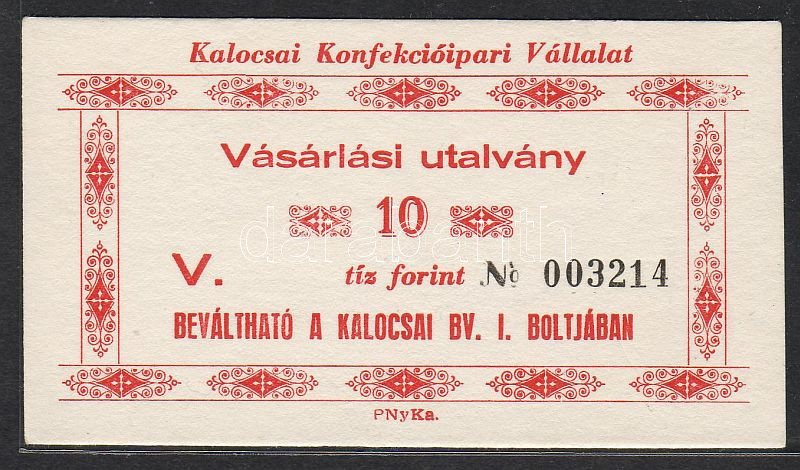 Kalocsai Konfekcióipari Vállalat
Vásárlási utalvány
10
V. tíz forint № 003214
BEVÁLTHATÓ A KALOCSAI BV. I. BOLTJÁBAN
PNyKa.